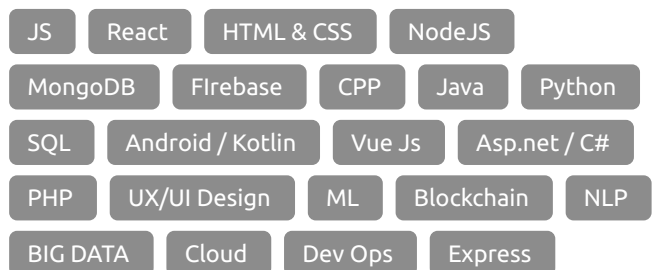 JS React HTML & CSS NodeJS
MongoDB FIrebase CPP Java Python
SQL Android / Kotlin Vue Js Asp.net / C#
PHP UX/UI Design ML Blockchain NLP
BIG DATA Cloud Dev Ops Express